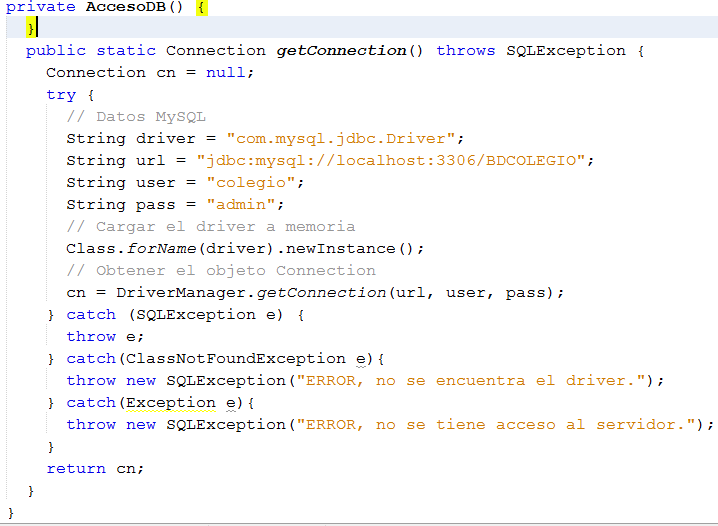 private AccesoDB() {
}
public static Connection getConnection() throws SQLException {
Connection cn = null;
try {
// Datos MySQL
String driver = "com.mysql.jdbc.Driver";
String url = "jdbc:mysql://localhost:3306/BDCOLEGIO";
String user = "colegio";
String pass = "admin";
// Cargar el driver a memoria
Class.forName(driver).newInstance();
// Obtener el objeto Connection
cn = DriverManager.getConnection(url, user, pass);
} catch (SQLException e) {
throw e;
} catch(ClassNotFoundException e){
throw new SQLException("ERROR, no se encuentra el driver.");
} catch(Exception e){
throw new SQLException("ERROR, no se tiene acceso al servidor.");
}
return cn;
}
}